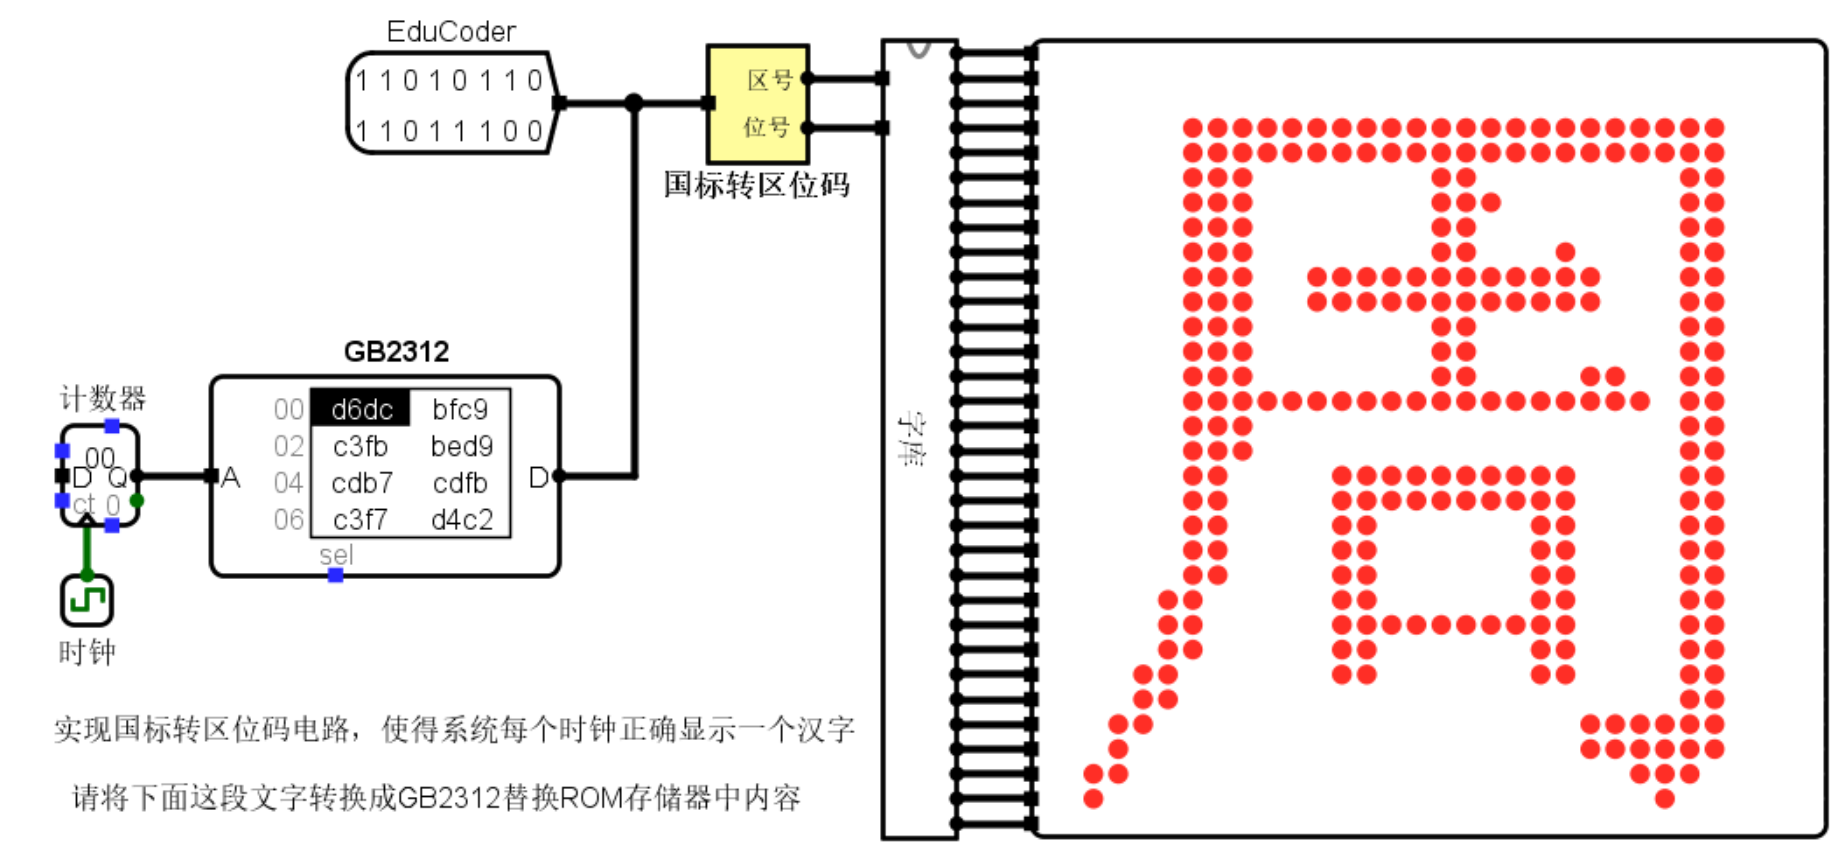 EduCoder
1 1 0 1 0 1 1 0
1 1 0 1 1 1 0 0
区号
位号
国标转区位码
GB2312
计数器
00
D Q
ct 0
A
00 d6dc bfc9
02 c3fb bed9
04 cdb7 cdfb
06 c3f7 d4c2
D
sel
时钟
字库
周
实现国标转区位码电路，使得系统每个时钟正确显示一个汉字
请将下面这段文字转换成GB2312替换ROM存储器中内容